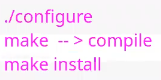 ./configure
make  -- > compile
make install